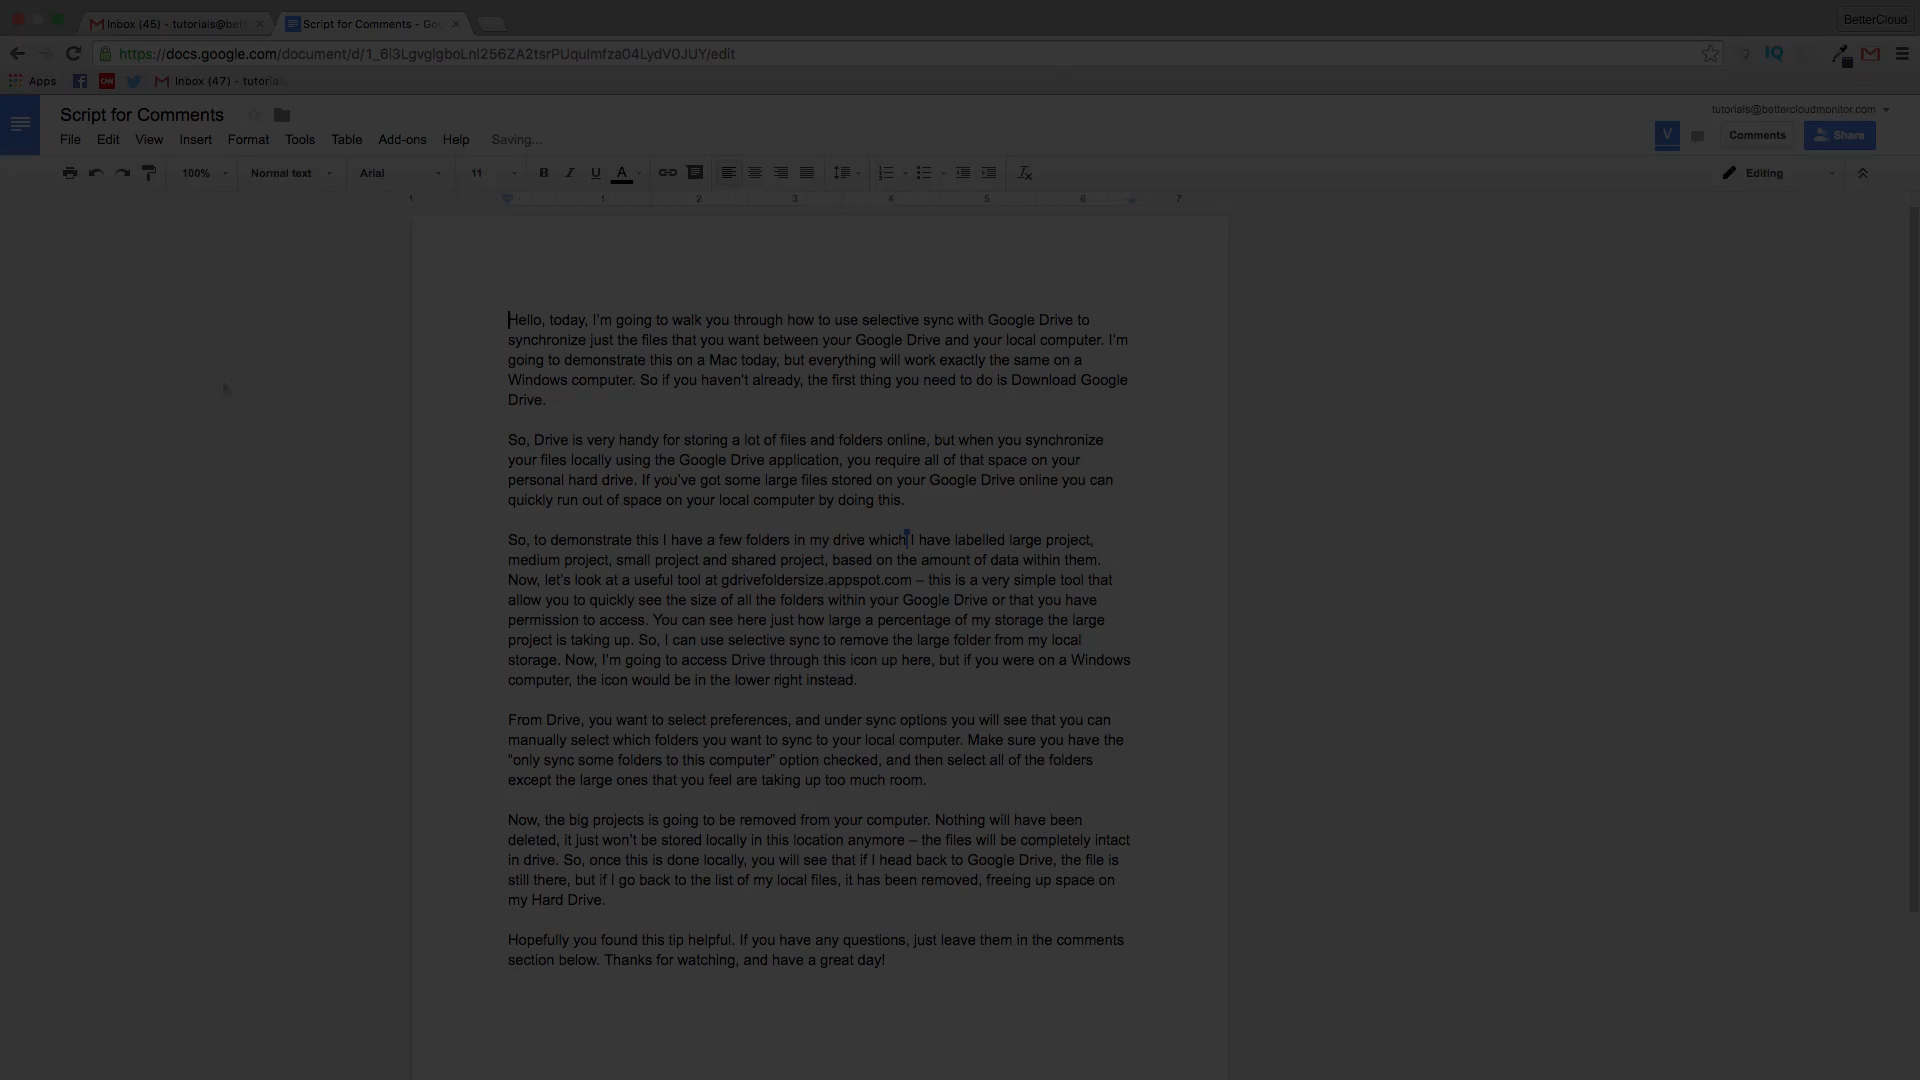 Inbox (45) - tutorials@bett
Script for Comments - Goo
BetterCloud
https://docs.google.com/document/d/1_6i3LgvglgboLnl256ZA2tsrPUqulmfza04LydV0JUY/edit
Apps
CNN
Inbox (47) - tutorial
IQ
Script for Comments
tutorials@bettercloudmonitor.com
File Edit View Insert Format Tools Table Add-ons Help Saving...
V
Comments
Share
100% Normal text Arial 11 B I U A
Editing
1 1 2 3 4 5 6 7
Hello, today, I’m going to walk you through how to use selective sync with Google Drive to
synchronize just the files that you want between your Google Drive and your local computer. I’m
going to demonstrate this on a Mac today, but everything will work exactly the same on a
Windows computer. So if you haven’t already, the first thing you need to do is Download Google
Drive.
So, Drive is very handy for storing a lot of files and folders online, but when you synchronize
your files locally using the Google Drive application, you require all of that space on your
personal hard drive. If you’ve got some large files stored on your Google Drive online you can
quickly run out of space on your local computer by doing this.
So, to demonstrate this I have a few folders in my drive which I have labelled large project,
medium project, small project and shared project, based on the amount of data within them.
Now, let’s look at a useful tool at gdrivefoldersize.appspot.com – this is a very simple tool that
allow you to quickly see the size of all the folders within your Google Drive or that you have
permission to access. You can see here just how large a percentage of my storage the large
project is taking up. So, I can use selective sync to remove the large folder from my local
storage. Now, I’m going to access Drive through this icon up here, but if you were on a Windows
computer, the icon would be in the lower right instead.
From Drive, you want to select preferences, and under sync options you will see that you can
manually select which folders you want to sync to your local computer. Make sure you have the
“only sync some folders to this computer” option checked, and then select all of the folders
except the large ones that you feel are taking up too much room.
Now, the big projects is going to be removed from your computer. Nothing will have been
deleted, it just won’t be stored locally in this location anymore – the files will be completely intact
in drive. So, once this is done locally, you will see that if I head back to Google Drive, the file is
still there, but if I go back to the list of my local files, it has been removed, freeing up space on
my Hard Drive.
Hopefully you found this tip helpful. If you have any questions, just leave them in the comments
section below. Thanks for watching, and have a great day!